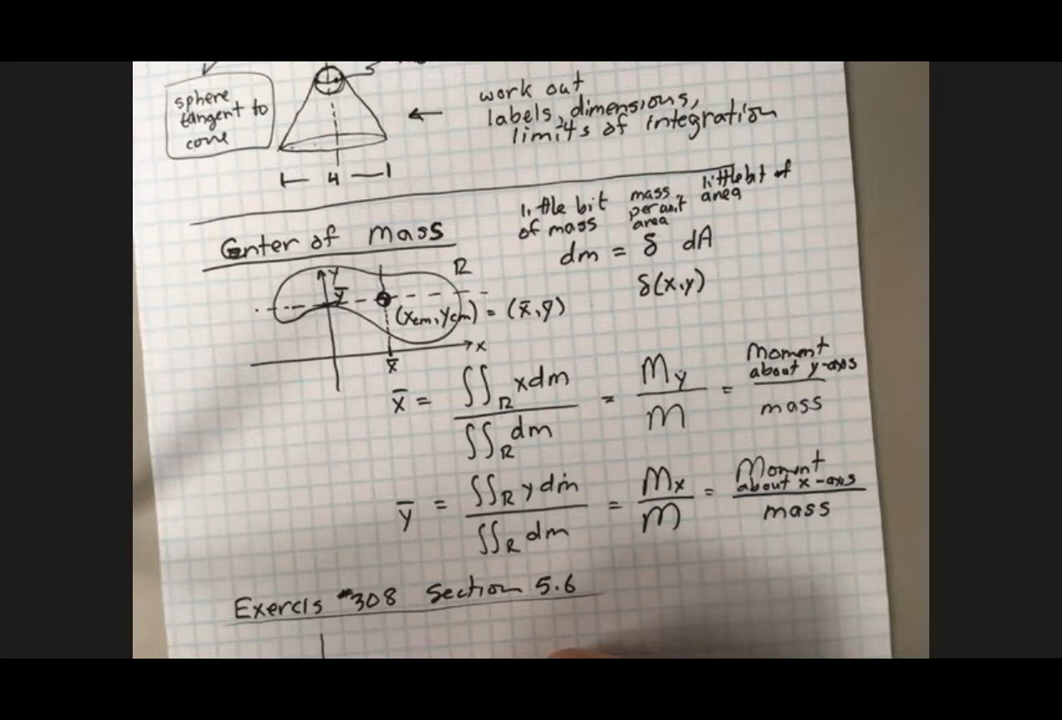 sphere
tangent to
cone
work out
labels, dimensions,
limits of integration
4
Center of Mass
little bit of mass
mass per unit area
little bit of area
dm = δ dA
δ(x,y)
R
y
ȳ
(xcm, ycm) = (x̄, ȳ)
x
x̄
x̄ = ∫∫R x dm / ∫∫R dm = My / M = Moment about y-axis / mass
ȳ = ∫∫R y dm / ∫∫R dm = Mx / M = Moment about x-axis / mass
Exercis #308 Section 5.6